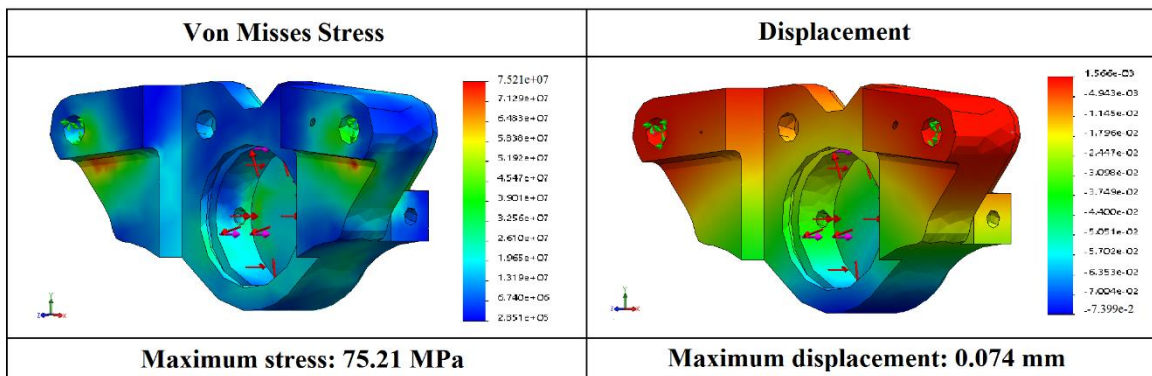 Von Misses Stress
Displacement
7.521e+07
7.129e+07
6.483e+07
5.838e+07
5.192e+07
4.547e+07
3.901e+07
3.256e+07
2.610e+07
1.965e+07
1.319e+07
6.740e+06
2.851e+05
Y
Z
X
1.566e-03
-4.943e-03
-1.145e-02
-1.796e-02
-2.447e-02
-3.098e-02
-3.749e-02
-4.400e-02
-5.051e-02
-5.702e-02
-6.353e-02
-7.004e-02
-7.399e-2
Y
Z
X
Maximum stress: 75.21 MPa
Maximum displacement: 0.074 mm